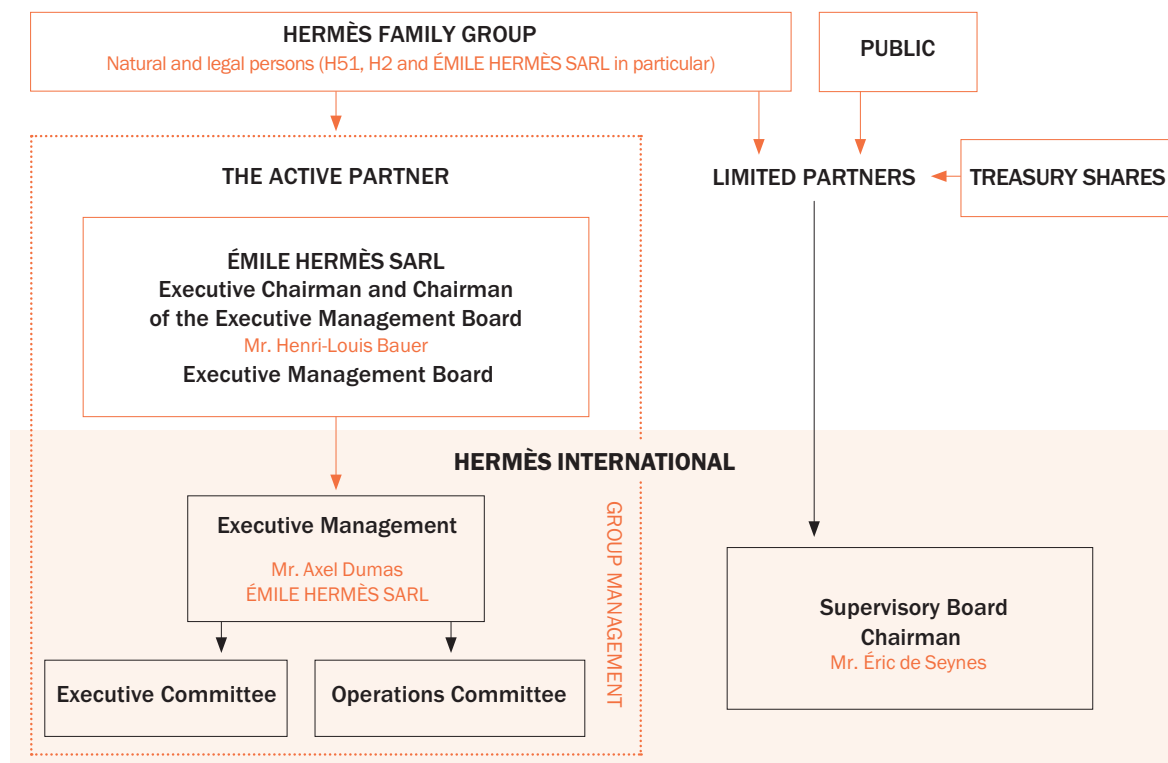 HERMÈS FAMILY GROUP
Natural and legal persons (H51, H2 and ÉMILE HERMÈS SARL in particular)
PUBLIC
THE ACTIVE PARTNER
LIMITED PARTNERS
TREASURY SHARES
ÉMILE HERMÈS SARL
Executive Chairman and Chairman
of the Executive Management Board
Mr. Henri-Louis Bauer
Executive Management Board
HERMÈS INTERNATIONAL
Executive Management
Mr. Axel Dumas
ÉMILE HERMÈS SARL
Executive Committee
Operations Committee
GROUP MANAGEMENT
Supervisory Board
Chairman
Mr. Éric de Seynes